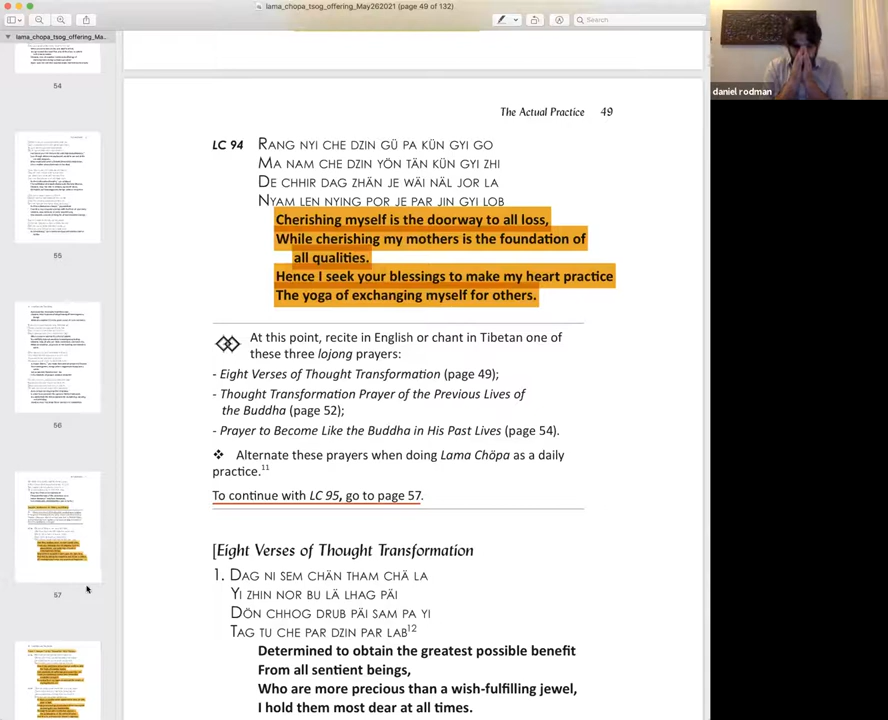 lama_chopa_tsog_offering_May262021 (page 49 of 132)
Search
lama_chopa_tsog_offering_Ma...
54
55
56
57
daniel rodman
The Actual Practice 49
LC 94 RANG NYI CHE DZIN GÜ PA KÜN GYI GO
MA NAM CHE DZIN YÖN TÄN KÜN GYI ZHI
DE CHHIR DAG ZHÄN JE WÄI NÄL JOR LA
NYAM LEN NYING POR JE PAR JIN GYI LOB
Cherishing myself is the doorway to all loss,
While cherishing my mothers is the foundation of
all qualities.
Hence I seek your blessings to make my heart practice
The yoga of exchanging myself for others.
At this point, recite in English or chant in Tibetan one of
these three lojong prayers:
- Eight Verses of Thought Transformation (page 49);
- Thought Transformation Prayer of the Previous Lives of
the Buddha (page 52);
- Prayer to Become Like the Buddha in His Past Lives (page 54).
❖ Alternate these prayers when doing Lama Chöpa as a daily
practice.11
To continue with LC 95, go to page 57.
[Eight Verses of Thought Transformation
1. DAG NI SEM CHÄN THAM CHÄ LA
YI ZHIN NOR BU LÄ LHAG PÄI
DÖN CHHOG DRUB PÄI SAM PA YI
TAG TU CHE PAR DZIN PAR LAB12
Determined to obtain the greatest possible benefit
From all sentient beings,
Who are more precious than a wish-fulfilling jewel,
I hold them most dear at all times.